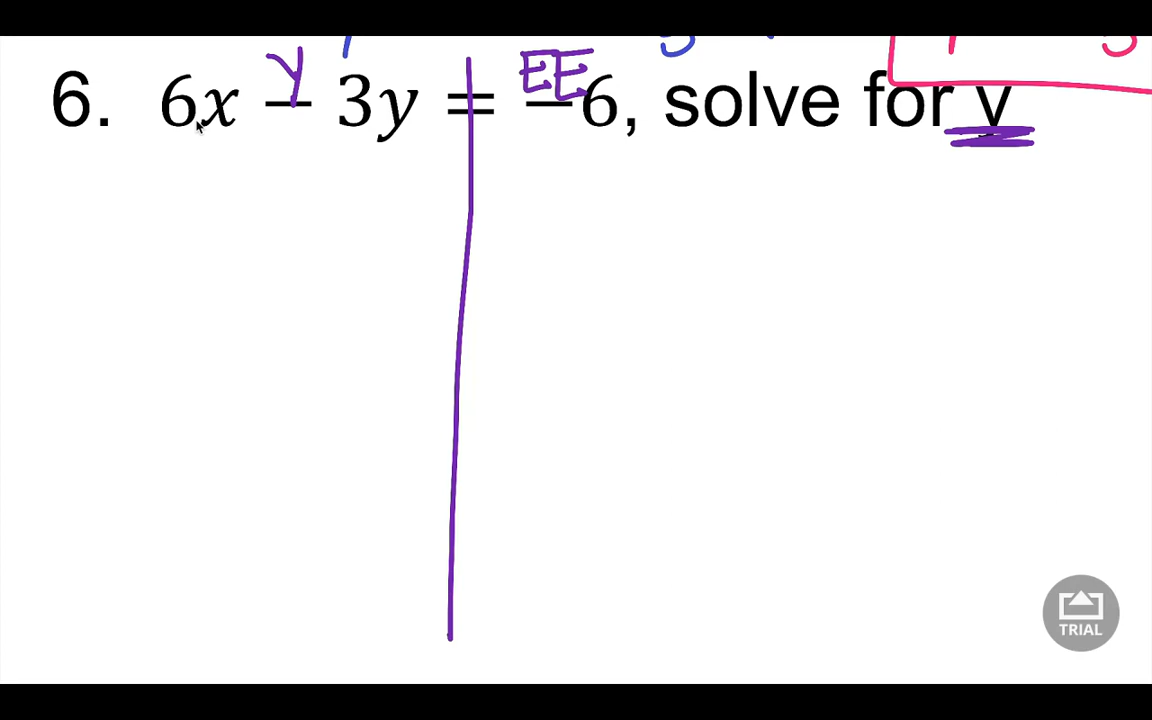 y EE
6. 6x − 3y = −6, solve for y
TRIAL